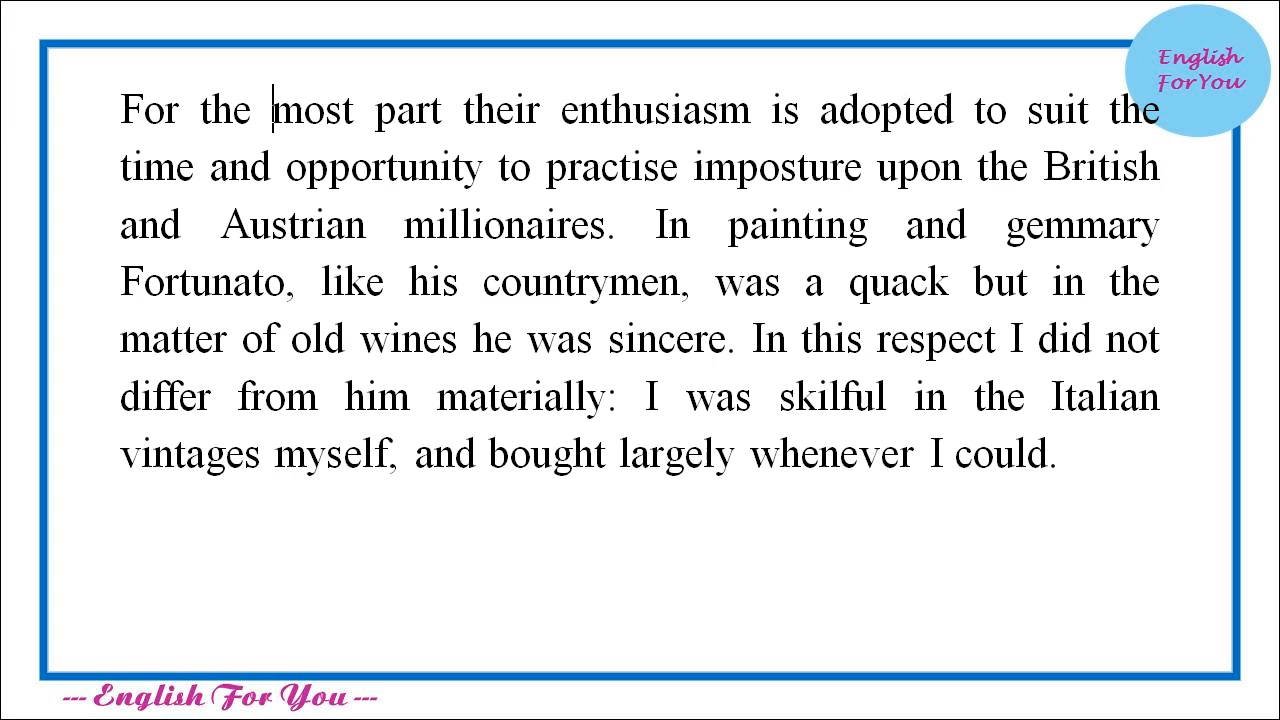 English
For You
For the most part their enthusiasm is adopted to suit the
time and opportunity to practise imposture upon the British
and Austrian millionaires. In painting and gemmary
Fortunato, like his countrymen, was a quack but in the
matter of old wines he was sincere. In this respect I did not
differ from him materially: I was skilful in the Italian
vintages myself, and bought largely whenever I could.
--- English For You ---